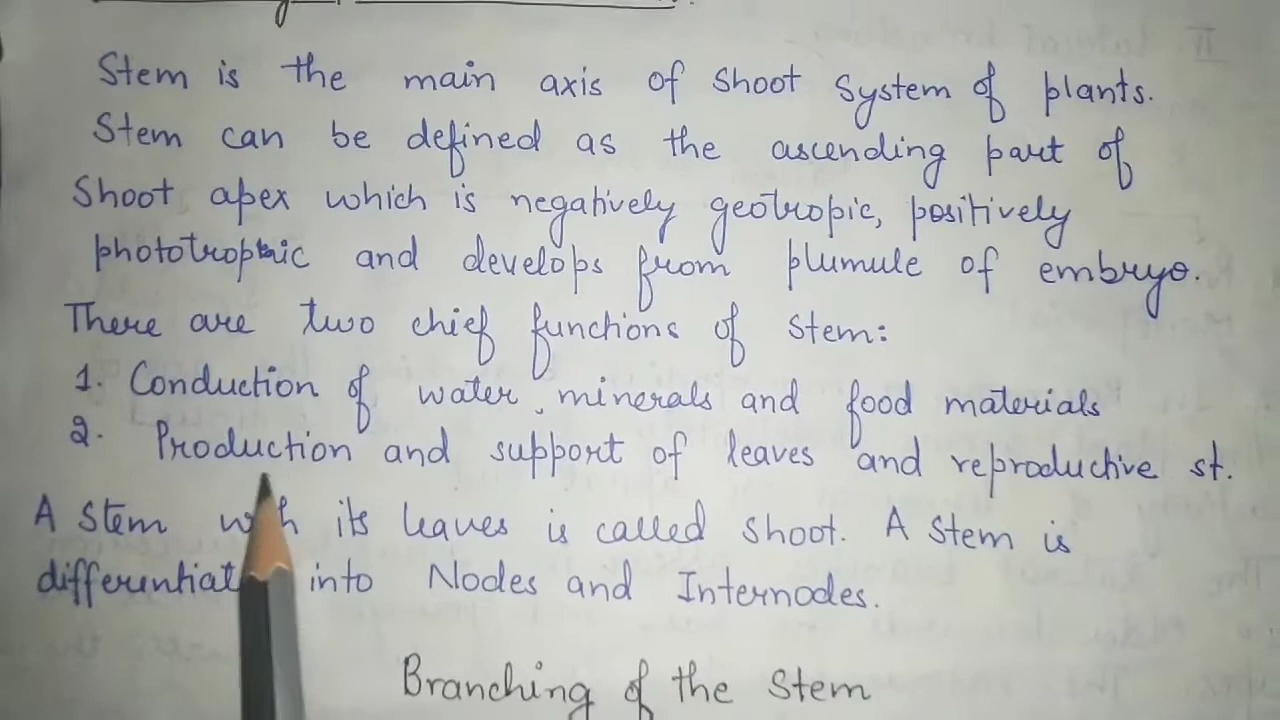 Stem is the main axis of Shoot System of plants.
Stem can be defined as the ascending part of
Shoot apex which is negatively geotropic, positively
phototrophic and develops from plumule of embryo.
There are two chief functions of Stem:
1. Conduction of water, minerals and food materials
2. Production and support of leaves and reproductive st.
A Stem its leaves is called Shoot. A Stem is
into Nodes and Internodes.
Branching of the Stem